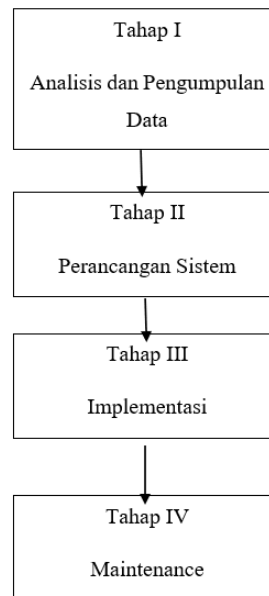 Tahap I
Analisis dan Pengumpulan
Data
Tahap II
Perancangan Sistem
Tahap III
Implementasi
Tahap IV
Maintenance